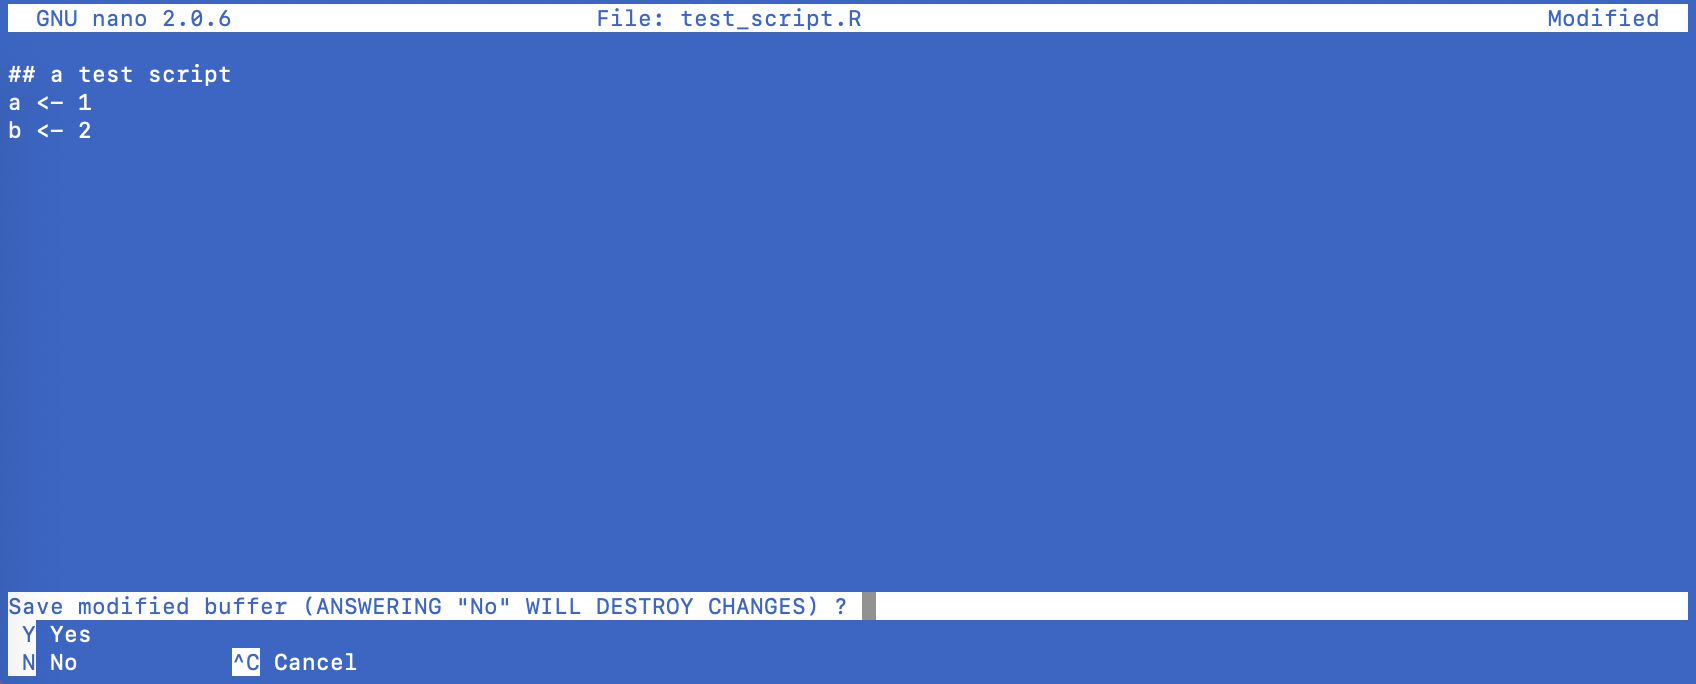 GNU nano 2.0.6 File: test_script.R Modified
## a test script
a <- 1
b <- 2
Save modified buffer (ANSWERING "No" WILL DESTROY CHANGES) ?
Y Yes
N No ^C Cancel